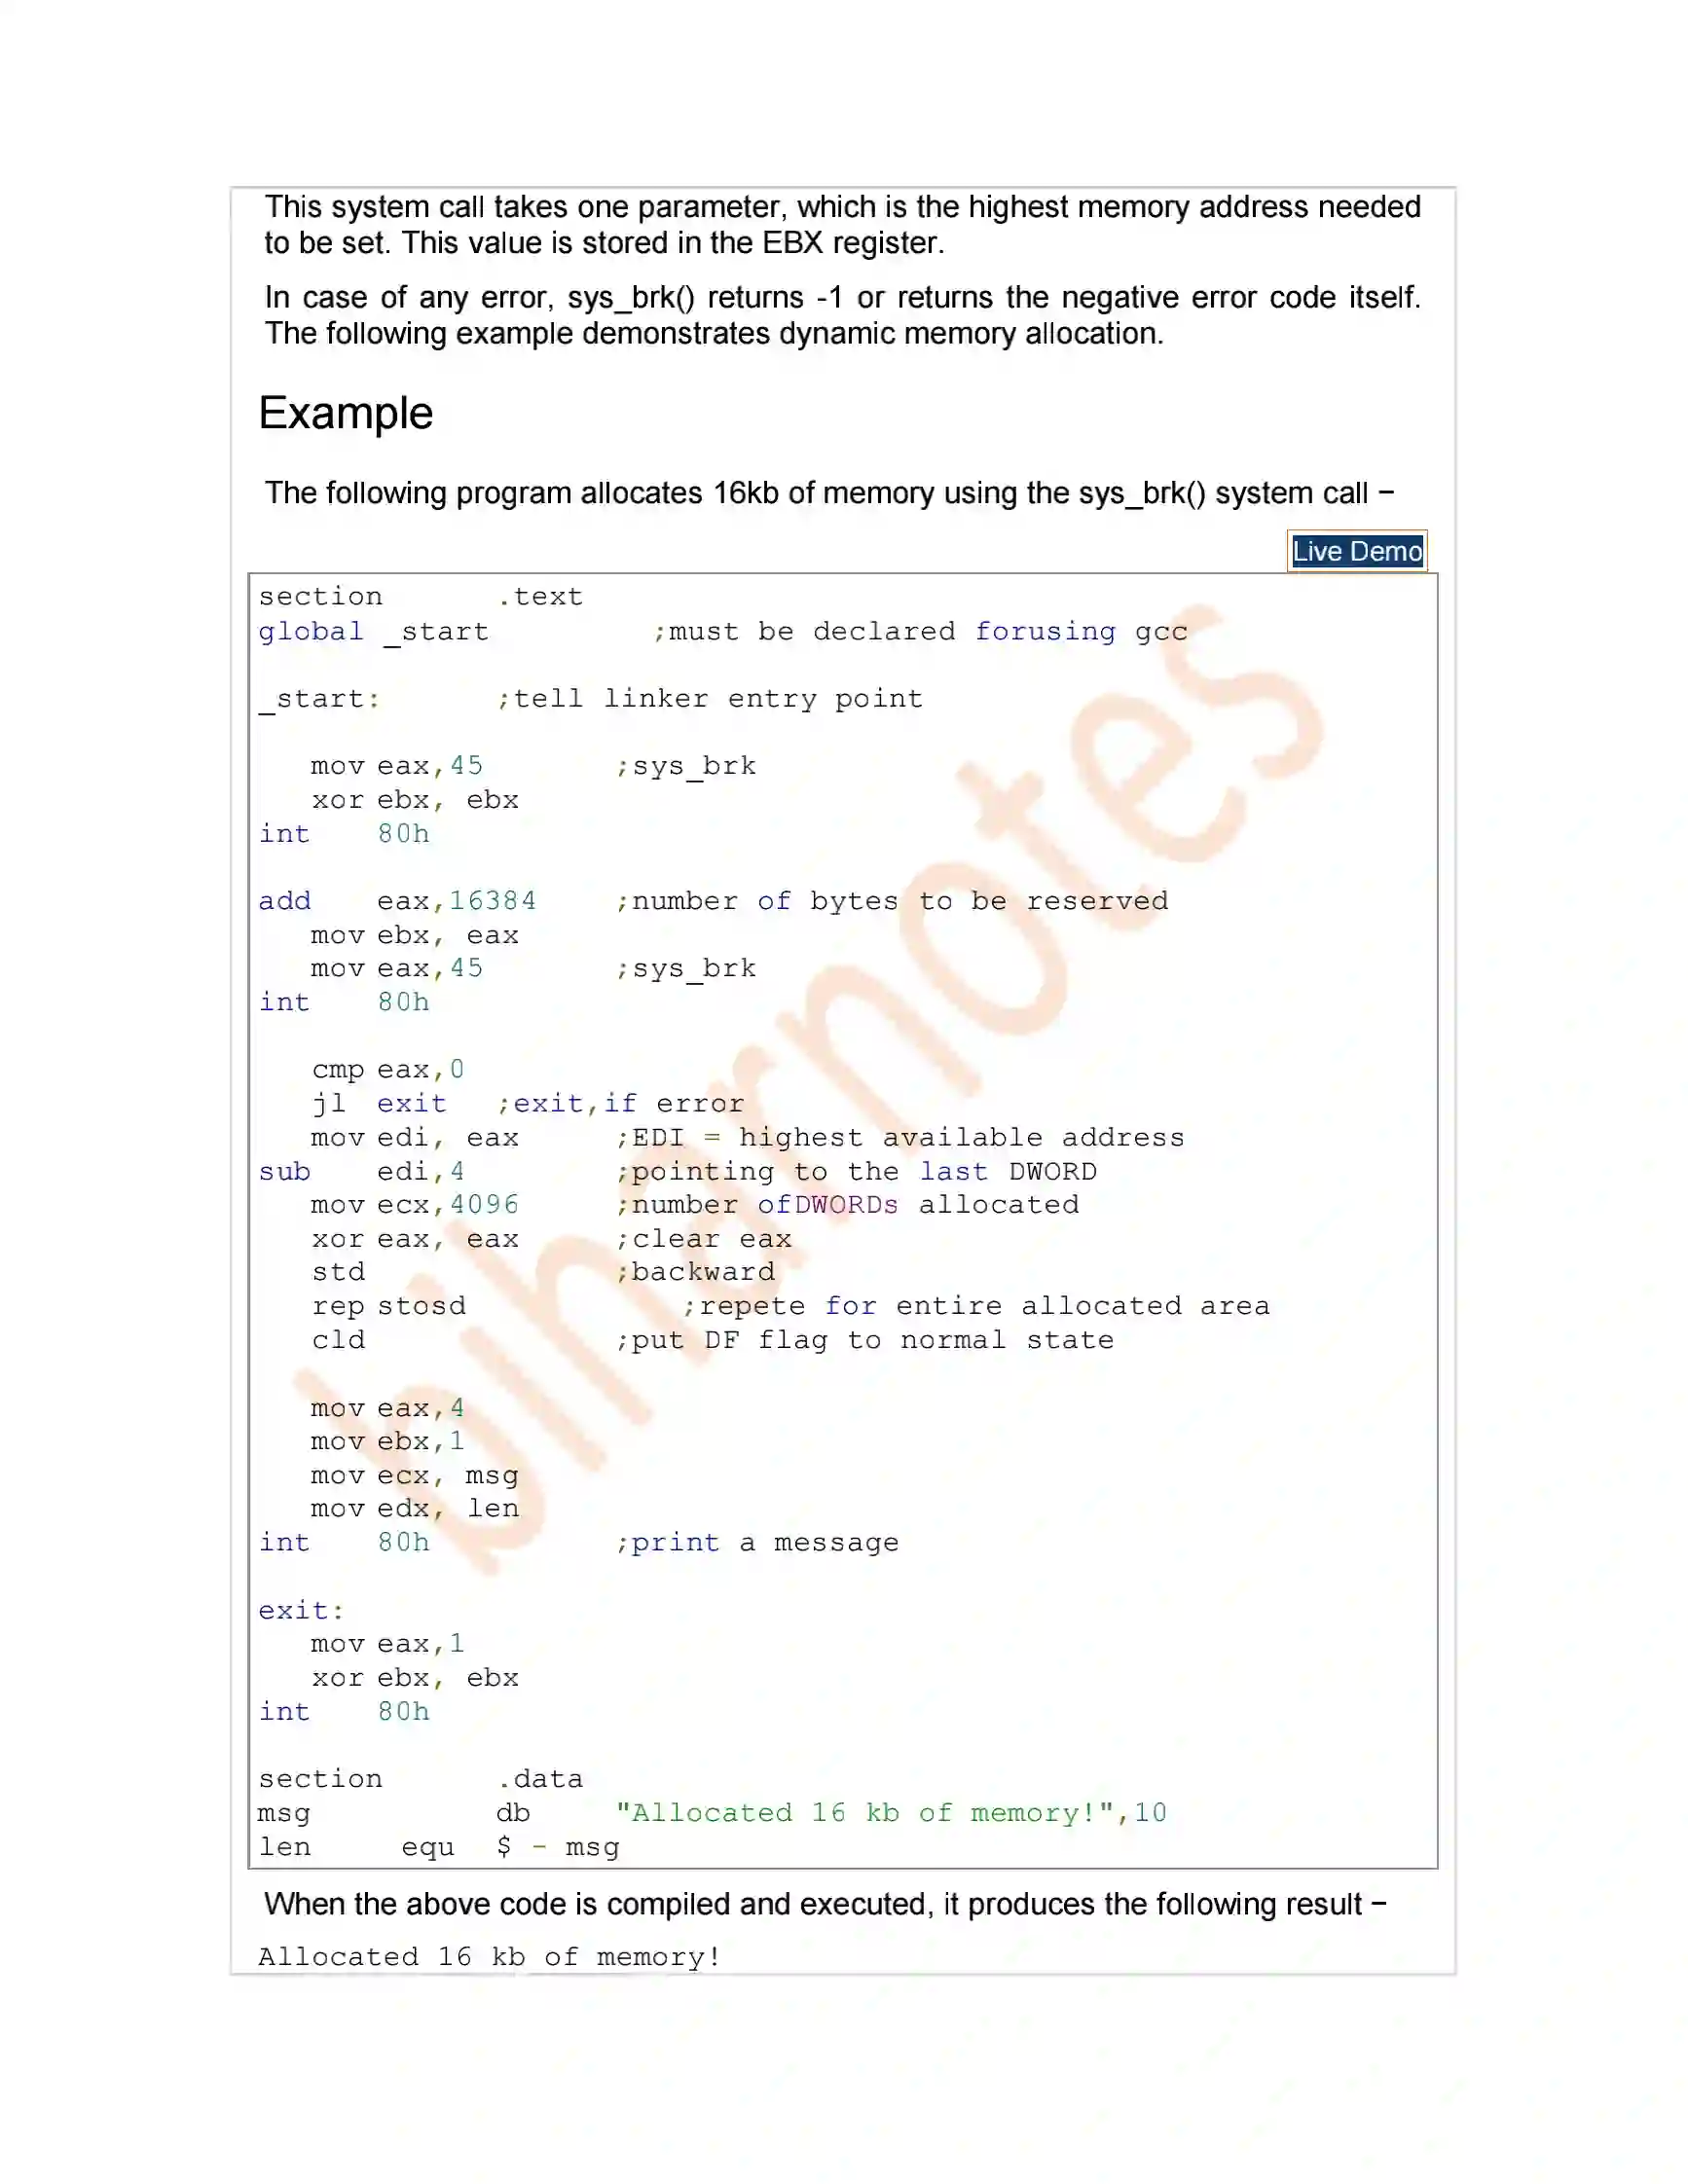 This system call takes one parameter, which is the highest memory address needed
to be set. This value is stored in the EBX register.
In case of any error, sys_brk() returns -1 or returns the negative error code itself.
The following example demonstrates dynamic memory allocation.
Example
The following program allocates 16kb of memory using the sys_brk() system call −
Live Demo
section .text
global _start ;must be declared forusing gcc
_start: ;tell linker entry point
mov eax,45 ;sys_brk
xor ebx, ebx
int 80h
add eax,16384 ;number of bytes to be reserved
mov ebx, eax
mov eax,45 ;sys_brk
int 80h
cmp eax,0
jl exit ;exit,if error
mov edi, eax ;EDI = highest available address
sub edi,4 ;pointing to the last DWORD
mov ecx,4096 ;number ofDWORDs allocated
xor eax, eax ;clear eax
std ;backward
rep stosd ;repete for entire allocated area
cld ;put DF flag to normal state
mov eax,4
mov ebx,1
mov ecx, msg
mov edx, len
int 80h ;print a message
exit:
mov eax,1
xor ebx, ebx
int 80h
section .data
msg db "Allocated 16 kb of memory!",10
len equ $ - msg
When the above code is compiled and executed, it produces the following result −
Allocated 16 kb of memory!
biharnotes